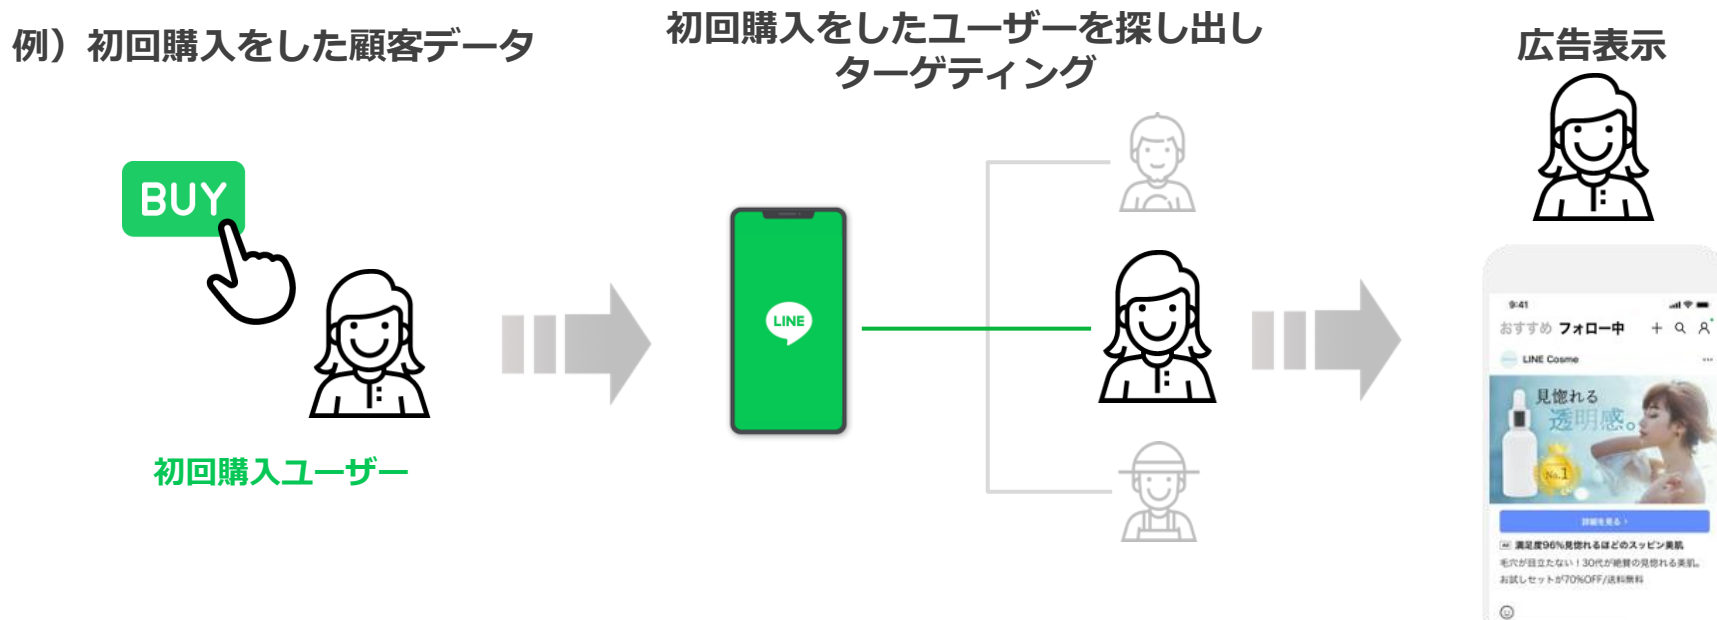 例）初回購入をした顧客データ
初回購入をしたユーザーを探し出し
ターゲティング
広告表示
BUY
初回購入ユーザー
LINE
9:41
おすすめ フォロー中
LINE Cosme
見惚れる
透明感。
No.1
詳細を見る
満足度96%見惚れるほどのスッピン美肌
毛穴が目立たない！30代が絶賛の見惚れる美肌。
お試しセットが70%OFF/送料無料